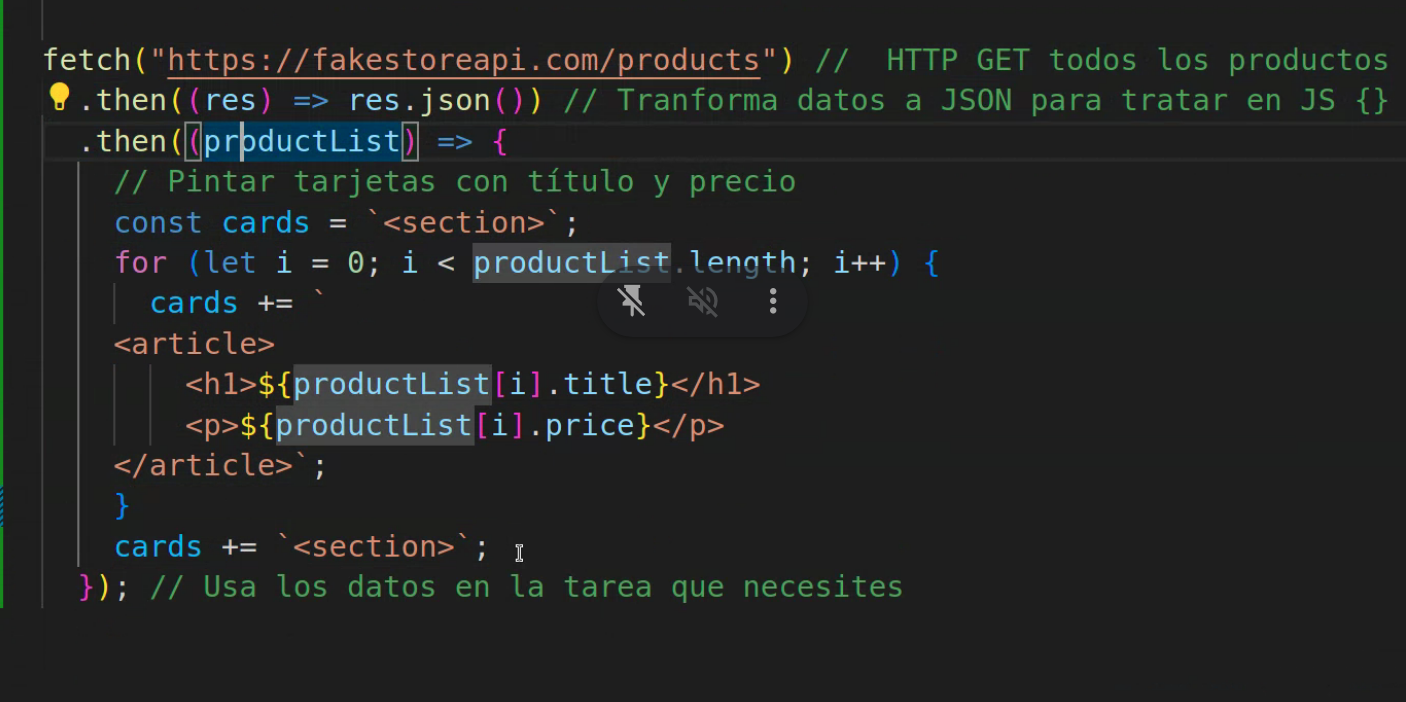 fetch("https://fakestoreapi.com/products") //  HTTP GET todos los productos
.then((res) => res.json()) // Tranforma datos a JSON para tratar en JS {}
.then((productList) => {
// Pintar tarjetas con título y precio
const cards = `<section>`;
for (let i = 0; i < productList.length; i++) {
cards += `
<article>
<h1>${productList[i].title}</h1>
<p>${productList[i].price}</p>
</article>`;
}
cards += `<section>`;
}); // Usa los datos en la tarea que necesites